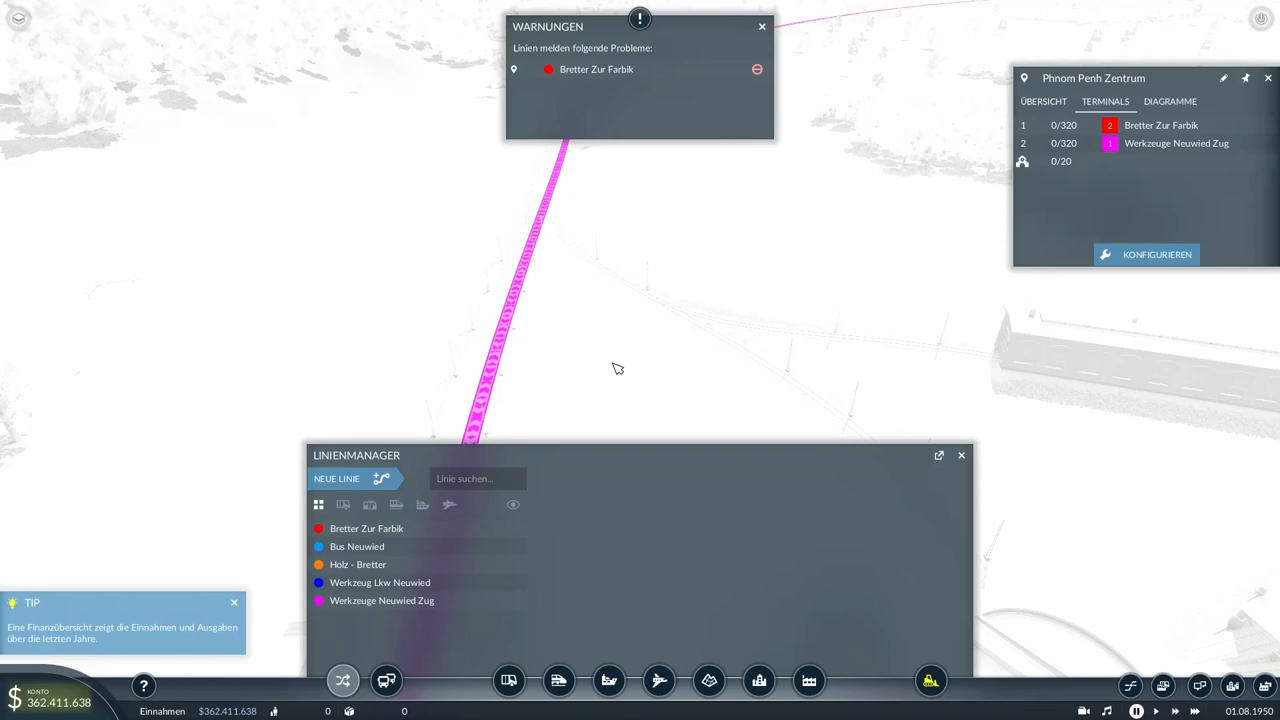 !
WARNUNGEN
Linien melden folgende Probleme:
Bretter Zur Farbik
Phnom Penh Zentrum
ÜBERSICHT TERMINALS DIAGRAMME
1 0/320 2 Bretter Zur Farbik
2 0/320 1 Werkzeuge Neuwied Zug
0/20
KONFIGURIEREN
LINIENMANAGER
NEUE LINIE Linie suchen...
Bretter Zur Farbik
Bus Neuwied
Holz - Bretter
Werkzeug Lkw Neuwied
Werkzeuge Neuwied Zug
TIP
Eine Finanzübersicht zeigt die Einnahmen und Ausgaben
über die letzten Jahre.
$ KONTO
362.411.638
?
Einnahmen $362.411.638 0 0 01.08.1950